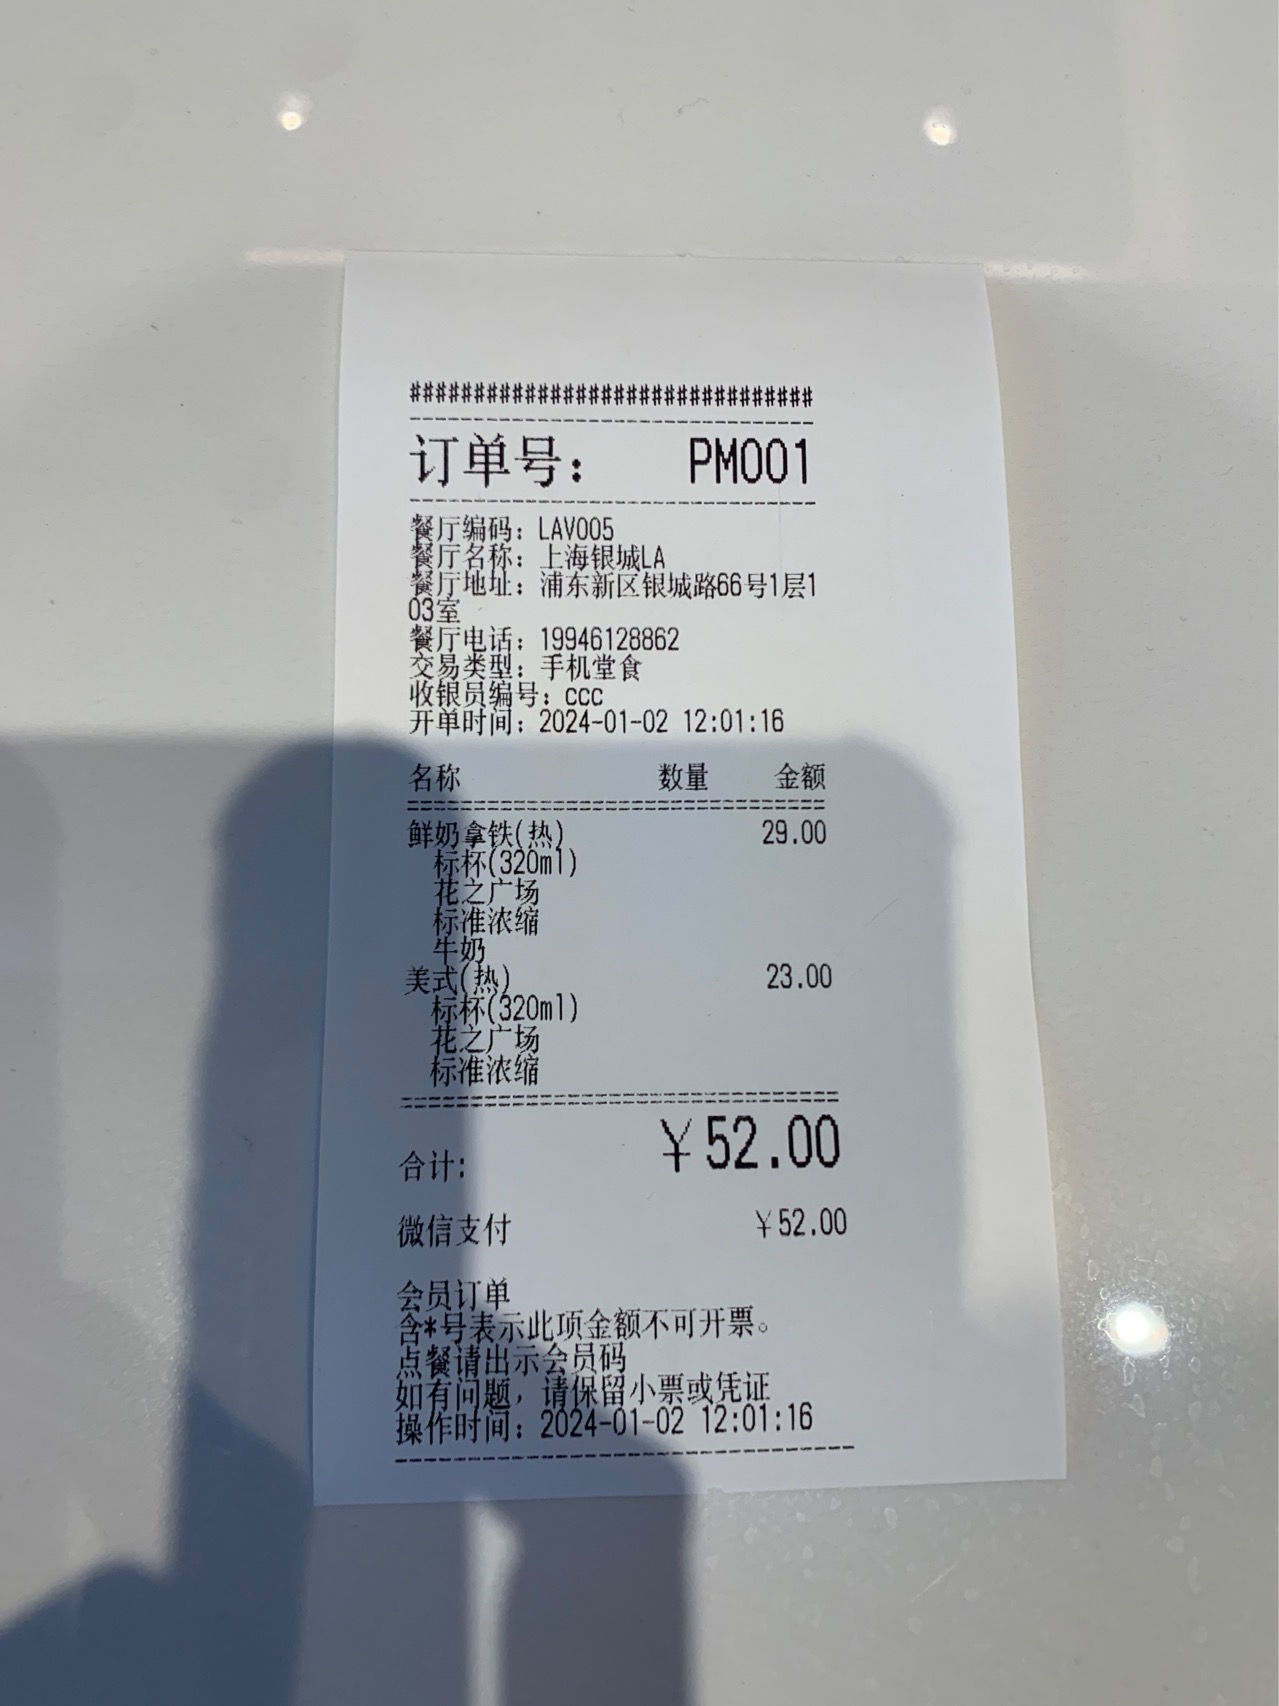 ################################
订单号： PM001
餐厅编码：LAV005
餐厅名称：上海银城LA
餐厅地址：浦东新区银城路66号1层1
03室
餐厅电话：19946128862
交易类型：手机堂食
收银员编号：ccc
开单时间：2024-01-02 12:01:16
名称 数量 金额
鲜奶拿铁(热) 29.00
标杯(320ml)
花之广场
标准浓缩
牛奶
美式(热) 23.00
标杯(320ml)
花之广场
标准浓缩
合计: ￥52.00
微信支付 ￥52.00
会员订单
含*号表示此项金额不可开票。
点餐请出示会员码
如有问题，请保留小票或凭证
操作时间：2024-01-02 12:01:16